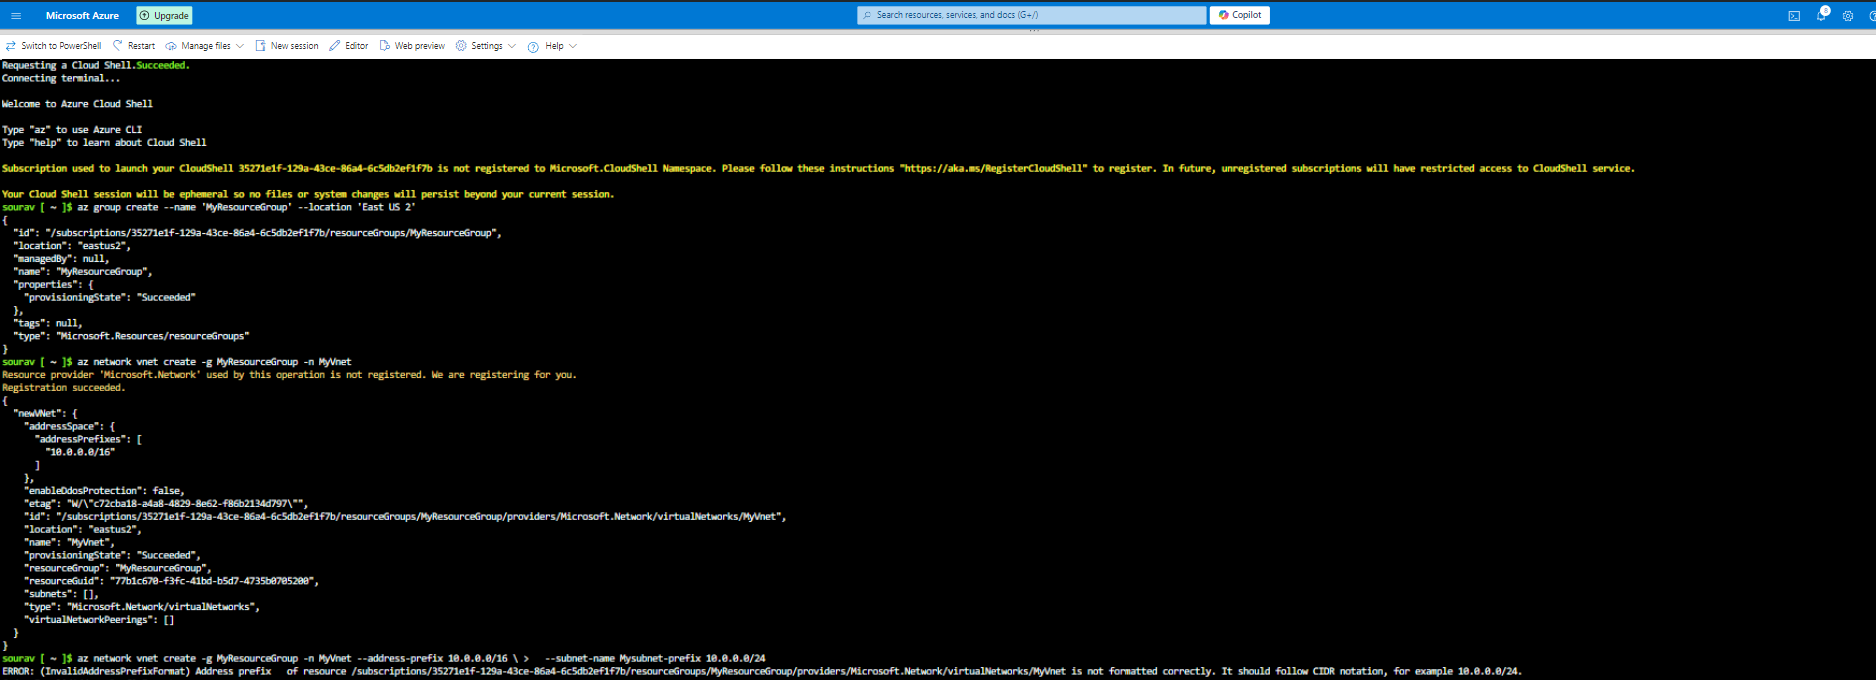 Microsoft Azure
Upgrade
Search resources, services, and docs (G+/)
Copilot
8
Switch to PowerShell
Restart
Manage files
New session
Editor
Web preview
Settings
Help
Requesting a Cloud Shell.Succeeded.
Connecting terminal...
Welcome to Azure Cloud Shell
Type "az" to use Azure CLI
Type "help" to learn about Cloud Shell
Subscription used to launch your CloudShell 35271e1f-129a-43ce-86a4-6c5db2ef1f7b is not registered to Microsoft.CloudShell Namespace. Please follow these instructions "https://aka.ms/RegisterCloudShell" to register. In future, unregistered subscriptions will have restricted access to CloudShell service.
Your Cloud Shell session will be ephemeral so no files or system changes will persist beyond your current session.
sourav [ ~ ]$ az group create --name 'MyResourceGroup' --location 'East US 2'
{
  "id": "/subscriptions/35271e1f-129a-43ce-86a4-6c5db2ef1f7b/resourceGroups/MyResourceGroup",
  "location": "eastus2",
  "managedBy": null,
  "name": "MyResourceGroup",
  "properties": {
    "provisioningState": "Succeeded"
  },
  "tags": null,
  "type": "Microsoft.Resources/resourceGroups"
}
sourav [ ~ ]$ az network vnet create -g MyResourceGroup -n MyVnet
Resource provider 'Microsoft.Network' used by this operation is not registered. We are registering for you.
Registration succeeded.
{
  "newVNet": {
    "addressSpace": {
      "addressPrefixes": [
        "10.0.0.0/16"
      ]
    },
    "enableDdosProtection": false,
    "etag": "W/\"c72cba18-a4a8-4829-8e62-f86b2134d797\"",
    "id": "/subscriptions/35271e1f-129a-43ce-86a4-6c5db2ef1f7b/resourceGroups/MyResourceGroup/providers/Microsoft.Network/virtualNetworks/MyVnet",
    "location": "eastus2",
    "name": "MyVnet",
    "provisioningState": "Succeeded",
    "resourceGroup": "MyResourceGroup",
    "resourceGuid": "77b1c670-f3fc-41bd-b5d7-4735b0705200",
    "subnets": [],
    "type": "Microsoft.Network/virtualNetworks",
    "virtualNetworkPeerings": []
  }
}
sourav [ ~ ]$ az network vnet create -g MyResourceGroup -n MyVnet --address-prefix 10.0.0.0/16 \ >   --subnet-name Mysubnet-prefix 10.0.0.0/24
ERROR: (InvalidAddressPrefixFormat) Address prefix   of resource /subscriptions/35271e1f-129a-43ce-86a4-6c5db2ef1f7b/resourceGroups/MyResourceGroup/providers/Microsoft.Network/virtualNetworks/MyVnet is not formatted correctly. It should follow CIDR notation, for example 10.0.0.0/24.